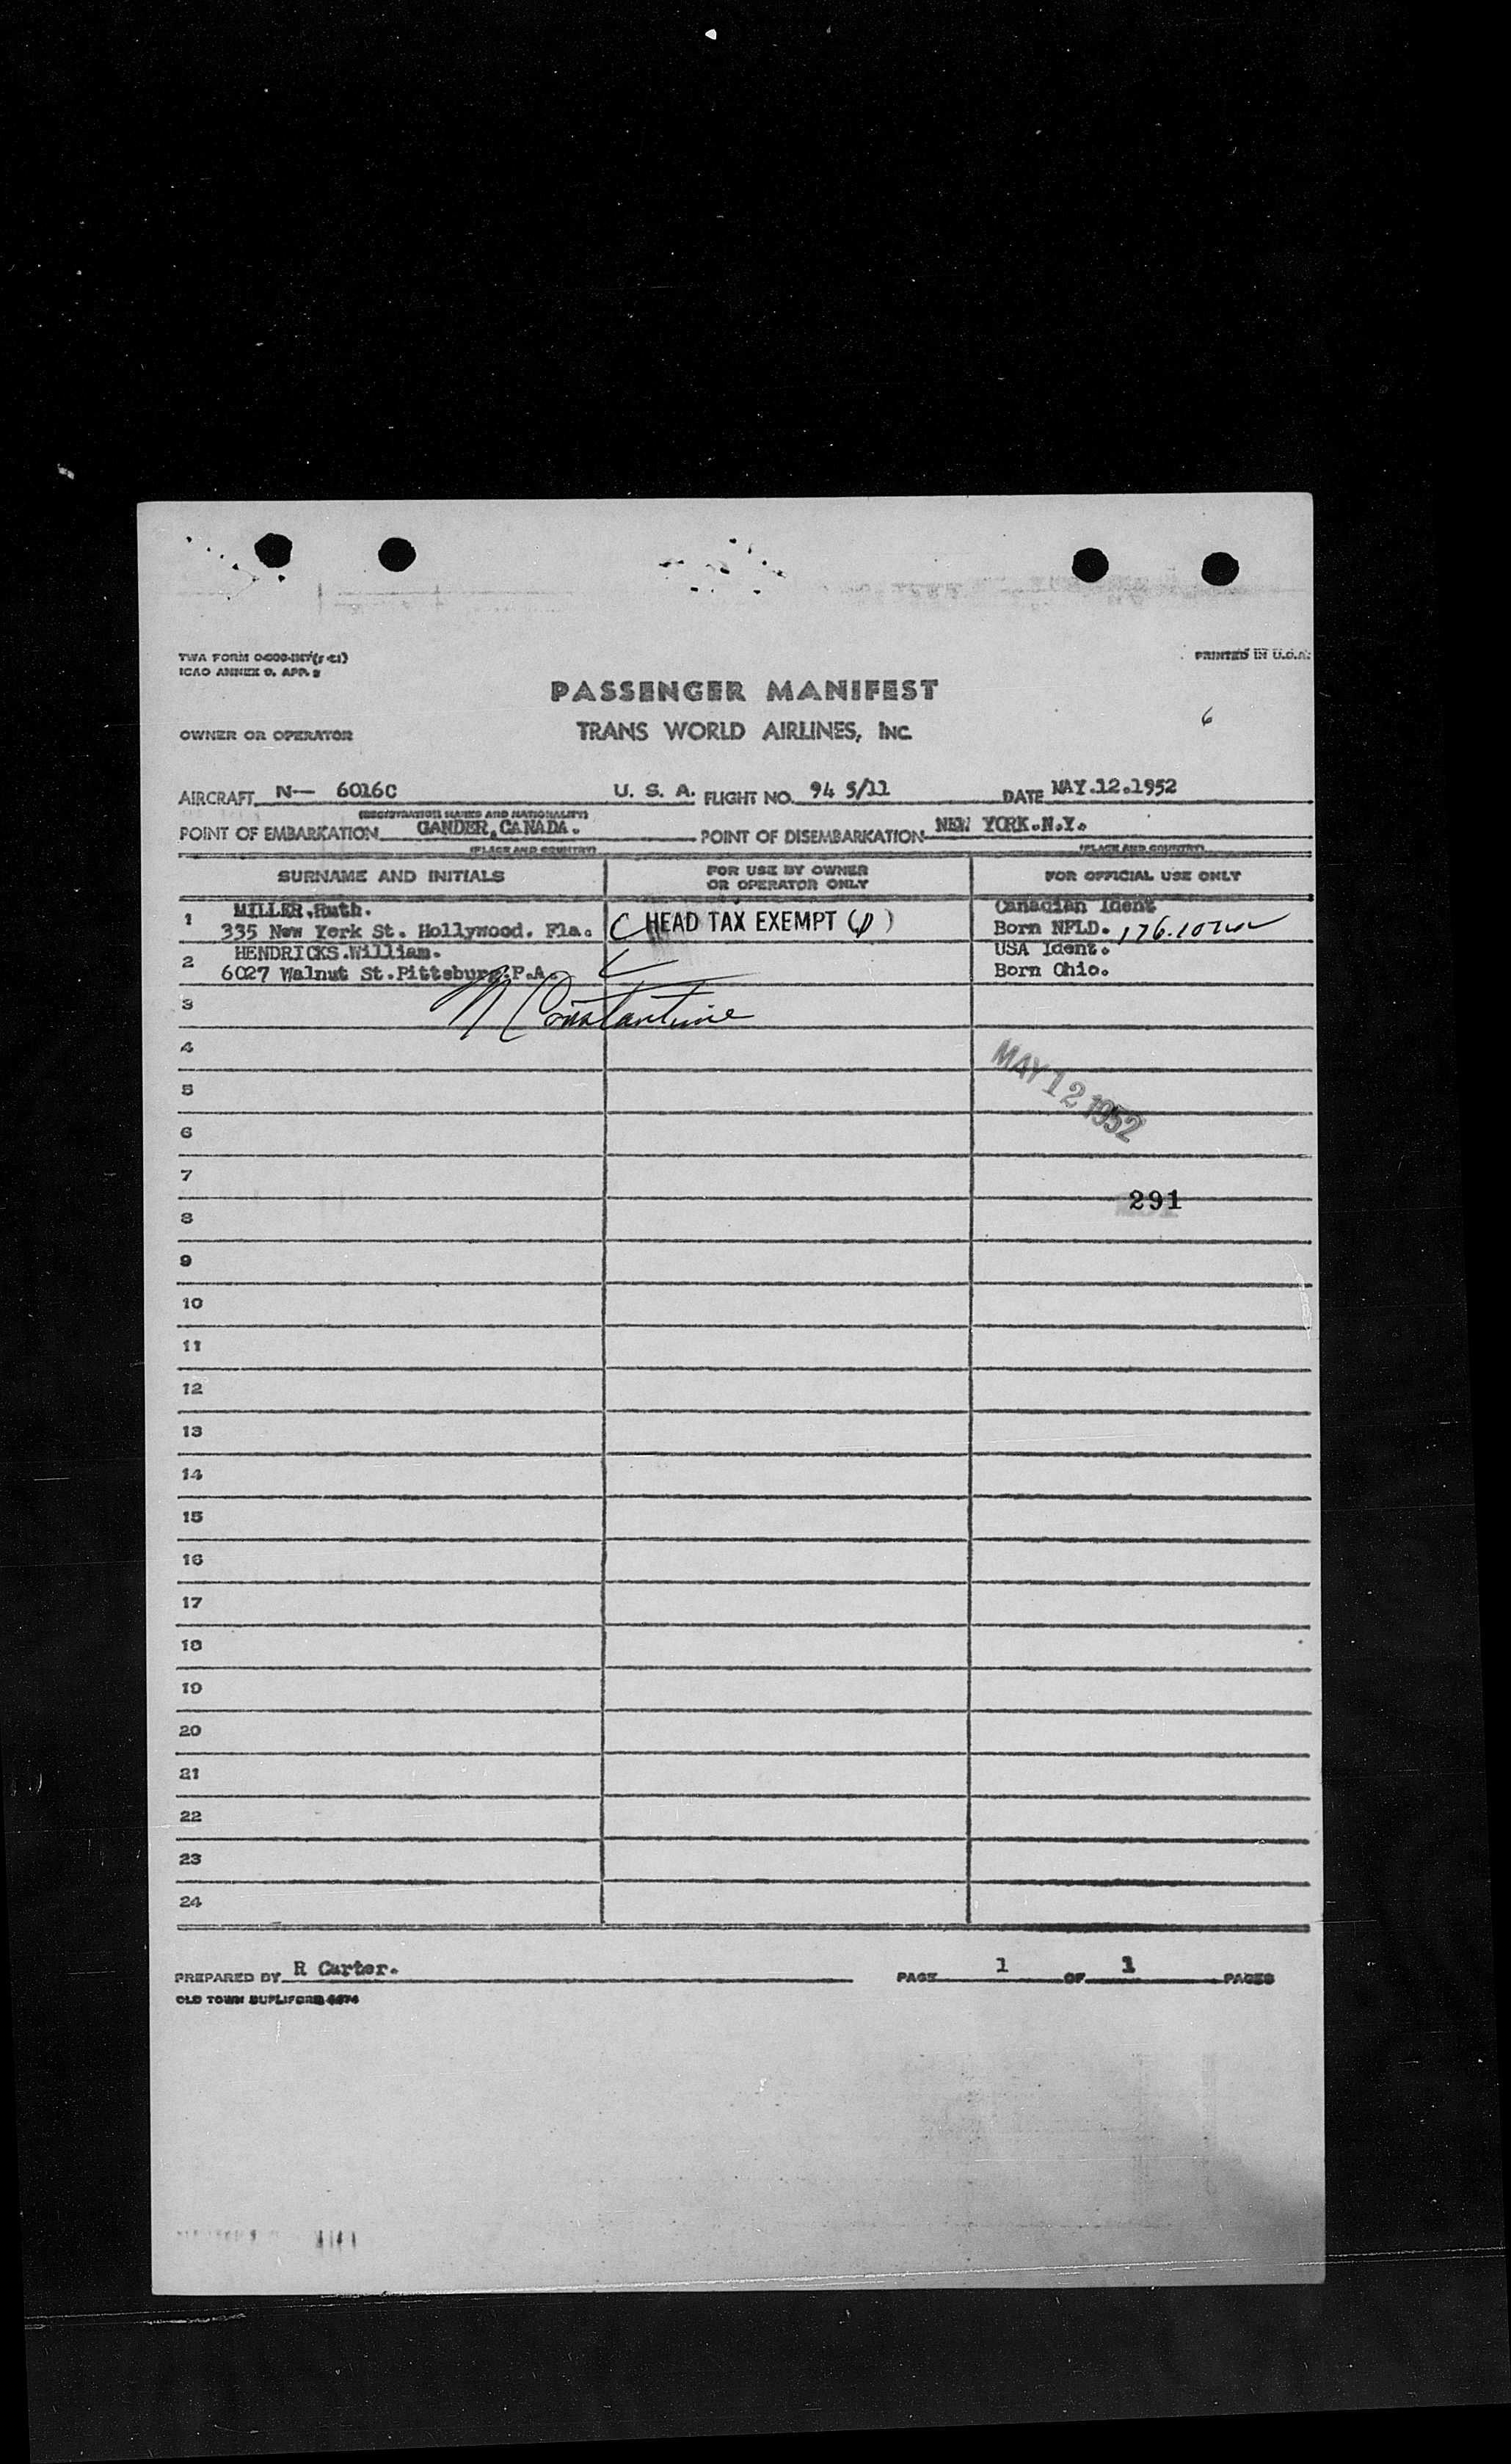 PRINTED IN U.S.A.
ICAO ANNEX 9, APP. 3
PASSENGER MANIFEST
6
OWNER OR OPERATOR TRANS WORLD AIRLINES, INC.
AIRCRAFT N— 6016C U. S. A. FLIGHT NO. 94 5/11 DATE MAY.12.1952
(REGISTRATION MARKS AND NATIONALITY)
POINT OF EMBARKATION GANDER,CANADA. POINT OF DISEMBARKATION NEW YORK.N.Y.
(PLACE AND COUNTRY) (PLACE AND COUNTRY)
SURNAME AND INITIALS FOR USE BY OWNER OR OPERATOR ONLY FOR OFFICIAL USE ONLY
1 MILLER.Ruth. Canadian Ident
335 New York St. Hollywood. Fla. C HEAD TAX EXEMPT ( ) Born NFLD. 176.107
2 HENDRICKS.William. USA Ident.
6027 Walnut St.Pittsburg.P.A. Born Ohio.
3 N Constantine
4
MAY 12 1952
5
6
7
291
8
9
10
11
12
13
14
15
16
17
18
19
20
21
22
23
24
PREPARED BY R Carter. PAGE 1 OF 1 PAGES
OLD TOWN